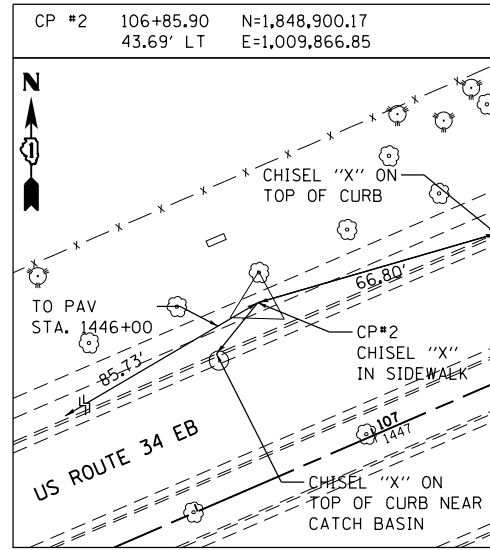 CP #2 106+85.90 N=1,848,900.17
43.69' LT E=1,009,866.85
N
1
CHISEL "X" ON
TOP OF CURB
66.80'
TO PAV
STA. 1446+00
CP#2
CHISEL "X"
IN SIDEWALK
85.73'
107
1447
US ROUTE 34 EB
CHISEL "X" ON
TOP OF CURB NEAR
CATCH BASIN